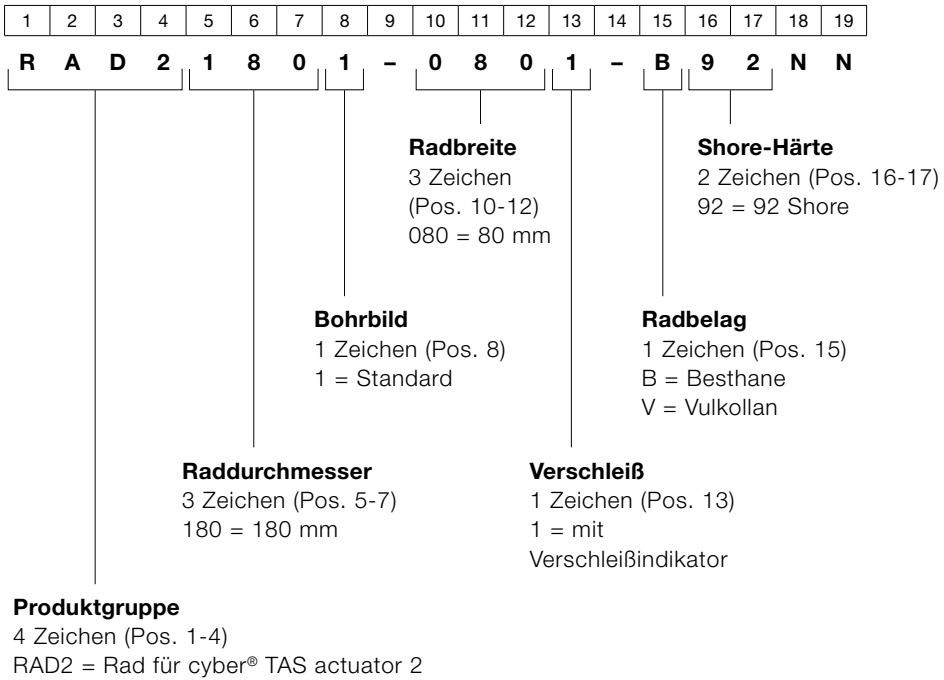 1 2 3 4 5 6 7 8 9 10 11 12 13 14 15 16 17 18 19
R A D 2 1 8 0 1 – 0 8 0 1 – B 9 2 N N
Radbreite
3 Zeichen
(Pos. 10-12)
080 = 80 mm
Shore-Härte
2 Zeichen (Pos. 16-17)
92 = 92 Shore
Bohrbild
1 Zeichen (Pos. 8)
1 = Standard
Radbelag
1 Zeichen (Pos. 15)
B = Besthane
V = Vulkollan
Raddurchmesser
3 Zeichen (Pos. 5-7)
180 = 180 mm
Verschleiß
1 Zeichen (Pos. 13)
1 = mit
Verschleißindikator
Produktgruppe
4 Zeichen (Pos. 1-4)
RAD2 = Rad für cyber® TAS actuator 2